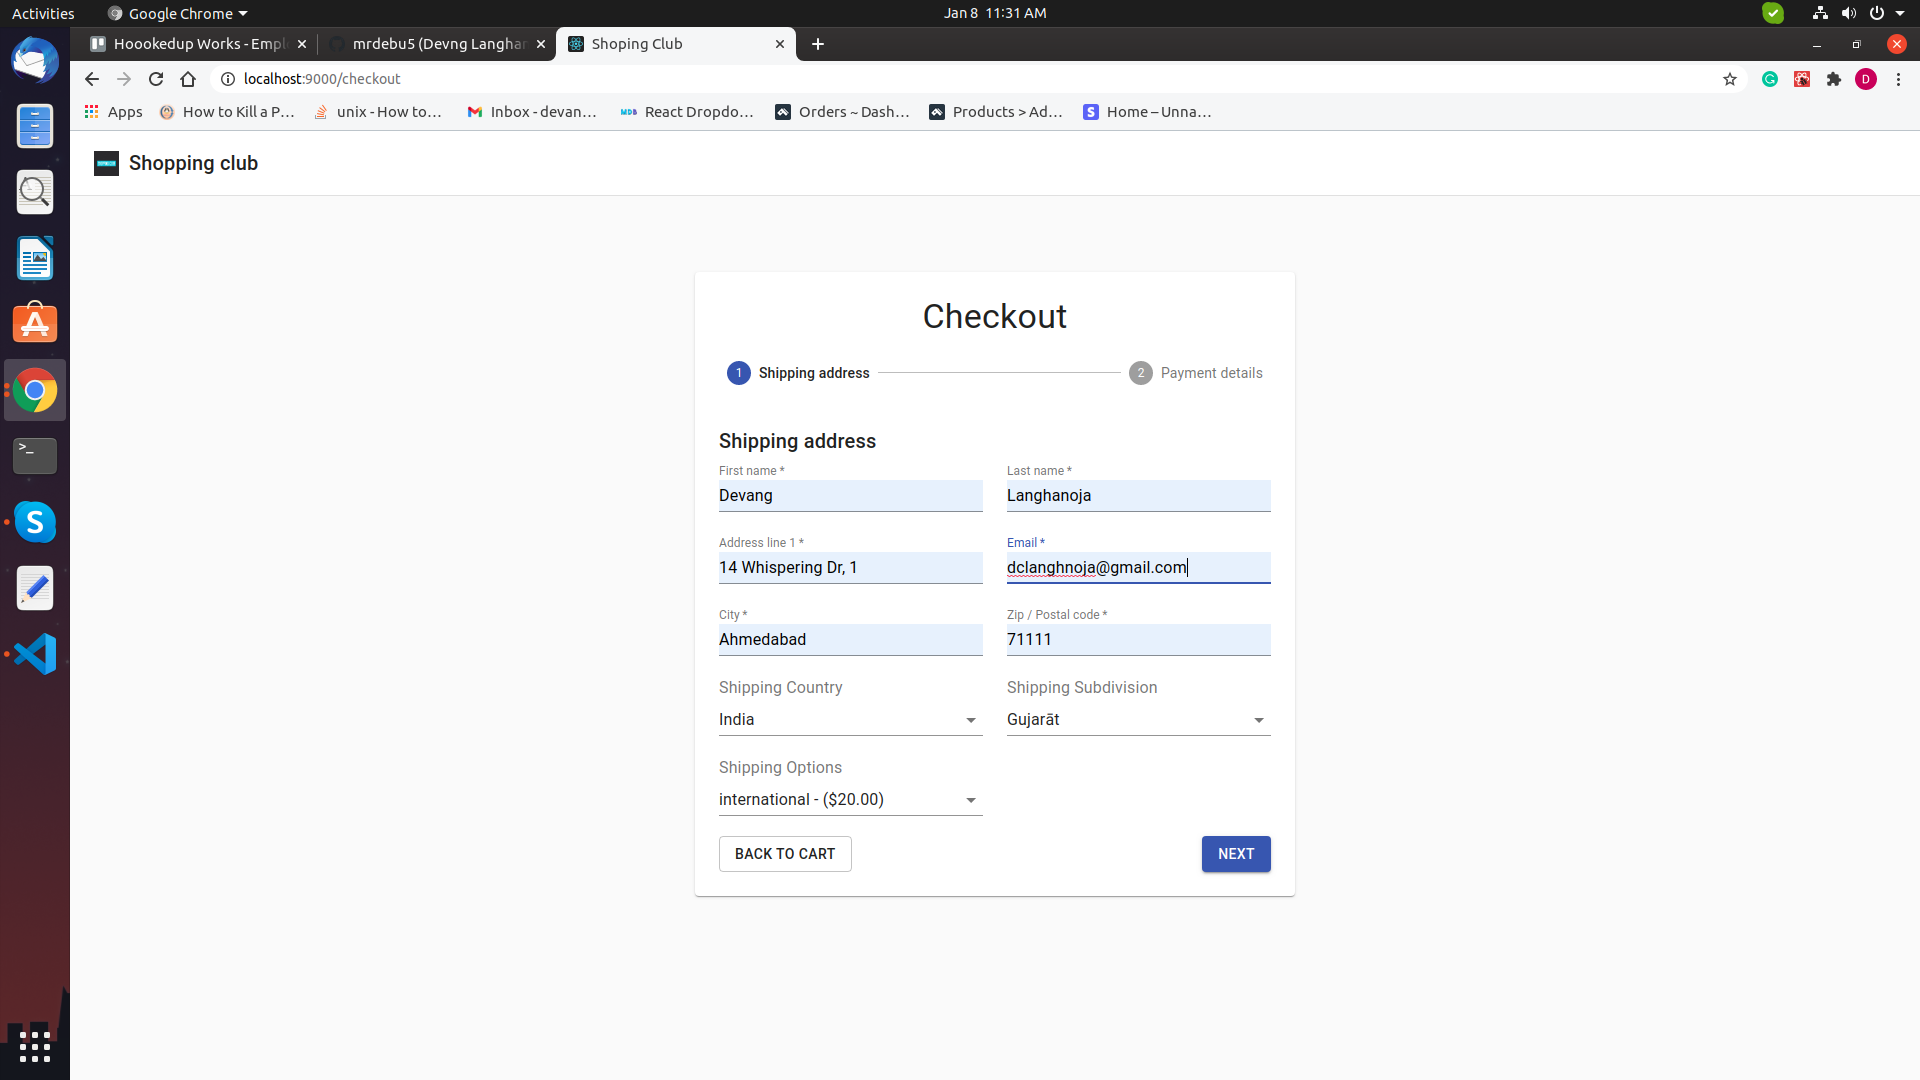 Activities
Google Chrome
Jan 8 11:31 AM
Hoookedup Works - Empl
mrdebu5 (Devng Langhar
Shoping Club
localhost:9000/checkout
D
Apps
How to Kill a P...
unix - How to...
Inbox - devan...
MDB
React Dropdo...
Orders ~ Dash...
Products > Ad...
S
Home – Unna...
Shopping club
Checkout
1 Shipping address
2 Payment details
Shipping address
First name *
Last name *
Devang
Langhanoja
Address line 1 *
Email *
14 Whispering Dr, 1
dclanghnoja@gmail.com
City *
Zip / Postal code *
Ahmedabad
71111
Shipping Country
Shipping Subdivision
India
Gujarāt
Shipping Options
international - ($20.00)
BACK TO CART
NEXT